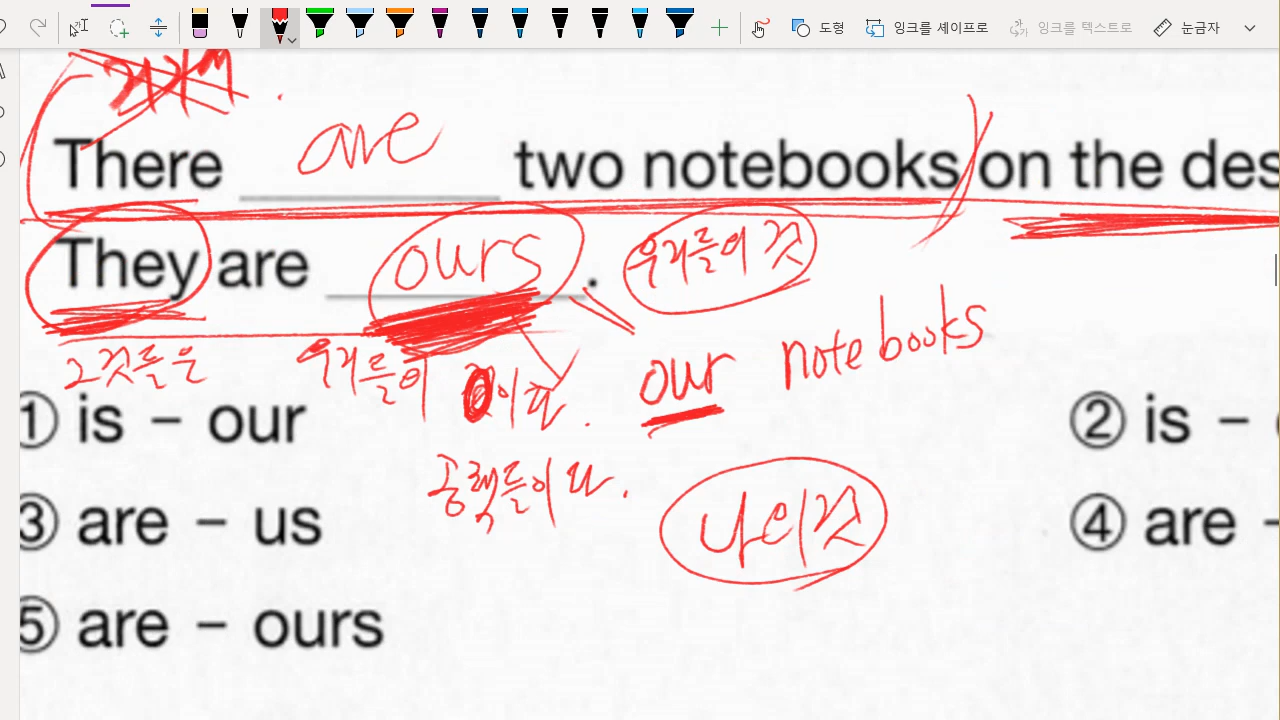 도형 잉크를 셰이프로 잉크를 텍스트로 눈금자
There are two notebooks on the des
They are ours. 우리들의 것
그것들은 우리들의 이다.
our notebooks
① is – our ② is –
공책들이다.
나의 것
③ are – us ④ are –
⑤ are – ours